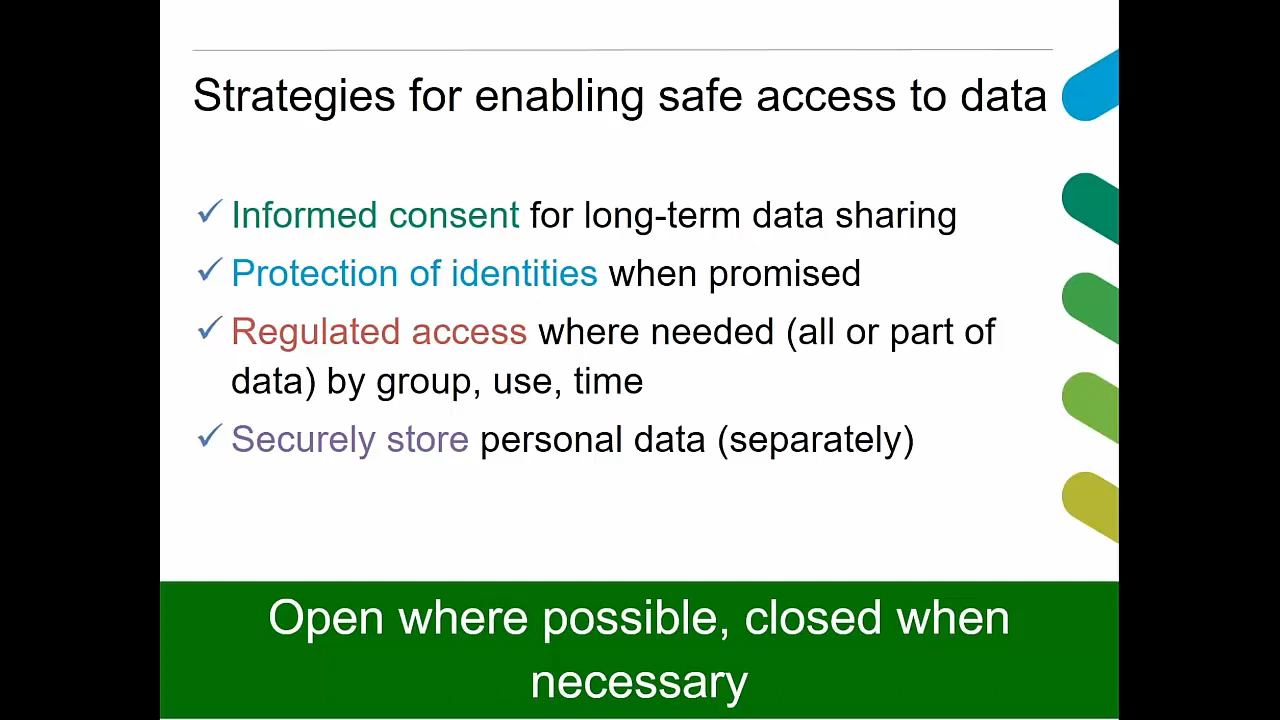 Strategies for enabling safe access to data
✓ Informed consent for long-term data sharing
✓ Protection of identities when promised
✓ Regulated access where needed (all or part of
data) by group, use, time
✓ Securely store personal data (separately)
Open where possible, closed when
necessary